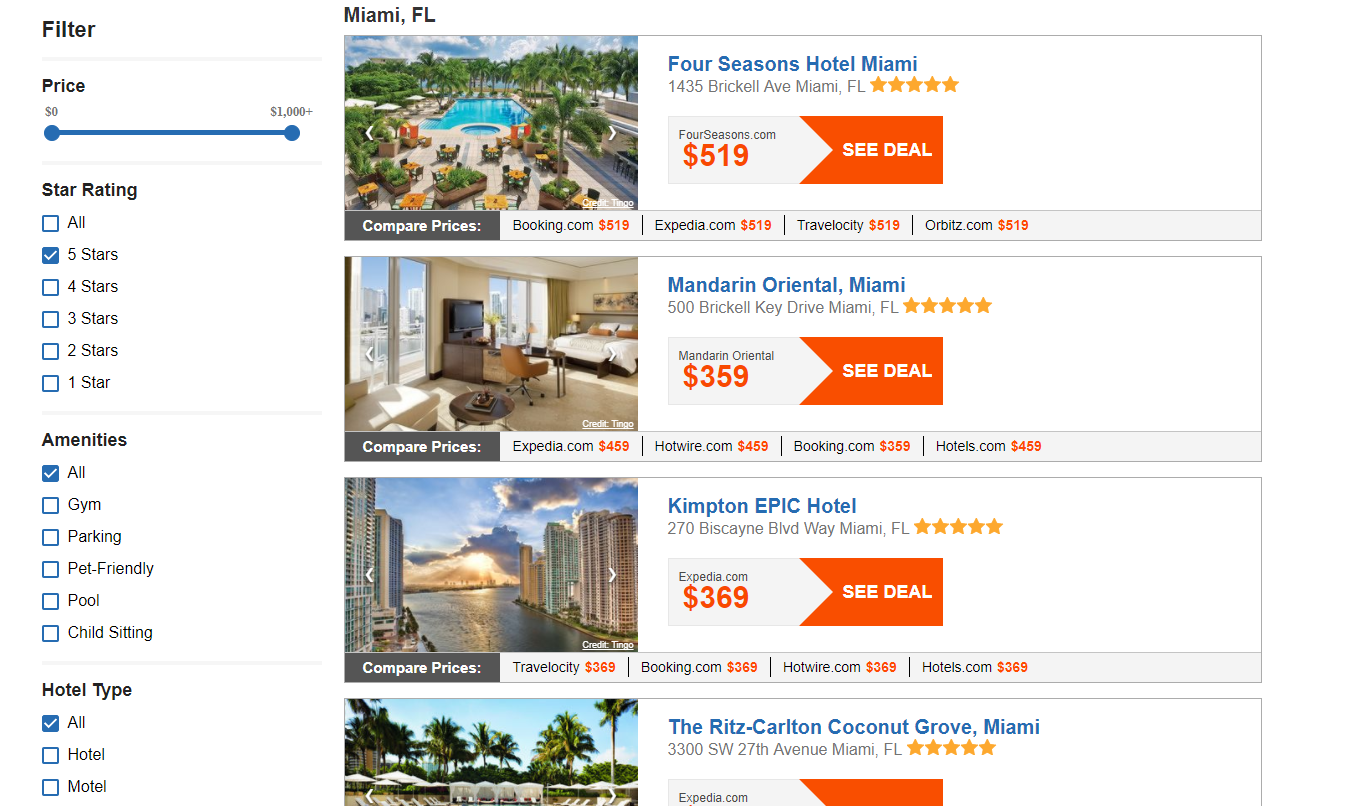 Filter
Price
$0 $1,000+
Star Rating
All
5 Stars
4 Stars
3 Stars
2 Stars
1 Star
Amenities
All
Gym
Parking
Pet-Friendly
Pool
Child Sitting
Hotel Type
All
Hotel
Motel
Miami, FL
Credit: Tingo
Four Seasons Hotel Miami
1435 Brickell Ave Miami, FL
FourSeasons.com
$519
SEE DEAL
Compare Prices: Booking.com $519 Expedia.com $519 Travelocity $519 Orbitz.com $519
Credit: Tingo
Mandarin Oriental, Miami
500 Brickell Key Drive Miami, FL
Mandarin Oriental
$359
SEE DEAL
Compare Prices: Expedia.com $459 Hotwire.com $459 Booking.com $359 Hotels.com $459
Credit: Tingo
Kimpton EPIC Hotel
270 Biscayne Blvd Way Miami, FL
Expedia.com
$369
SEE DEAL
Compare Prices: Travelocity $369 Booking.com $369 Hotwire.com $369 Hotels.com $369
The Ritz-Carlton Coconut Grove, Miami
3300 SW 27th Avenue Miami, FL
Expedia.com